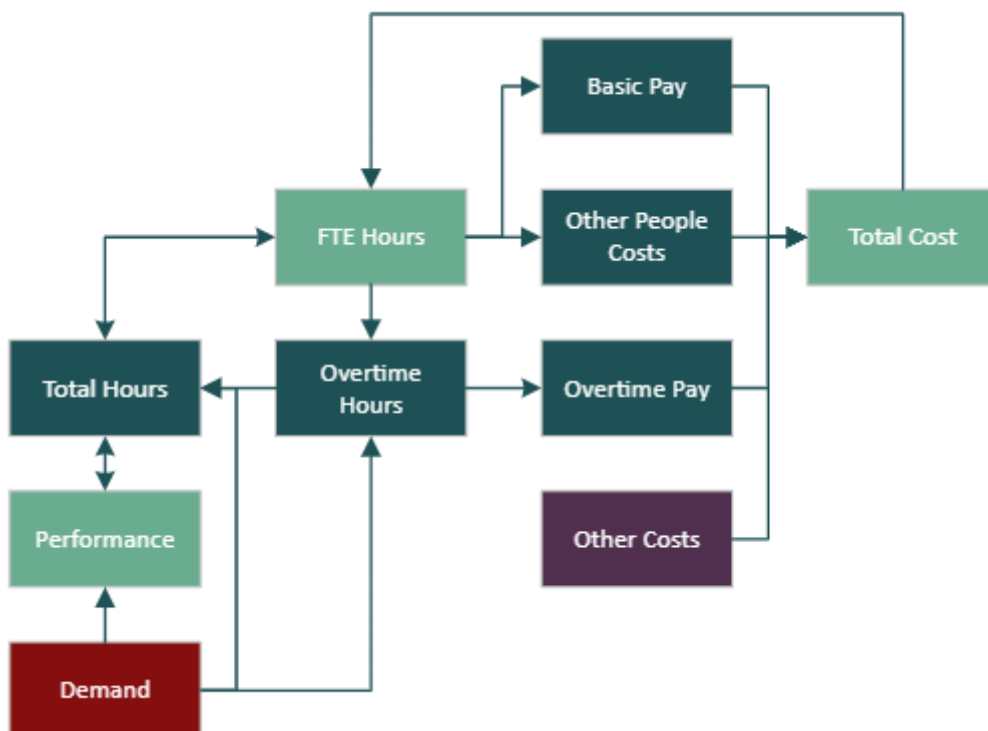 Basic Pay
FTE Hours
Other People
Costs
Total Cost
Total Hours
Overtime
Hours
Overtime Pay
Performance
Other Costs
Demand